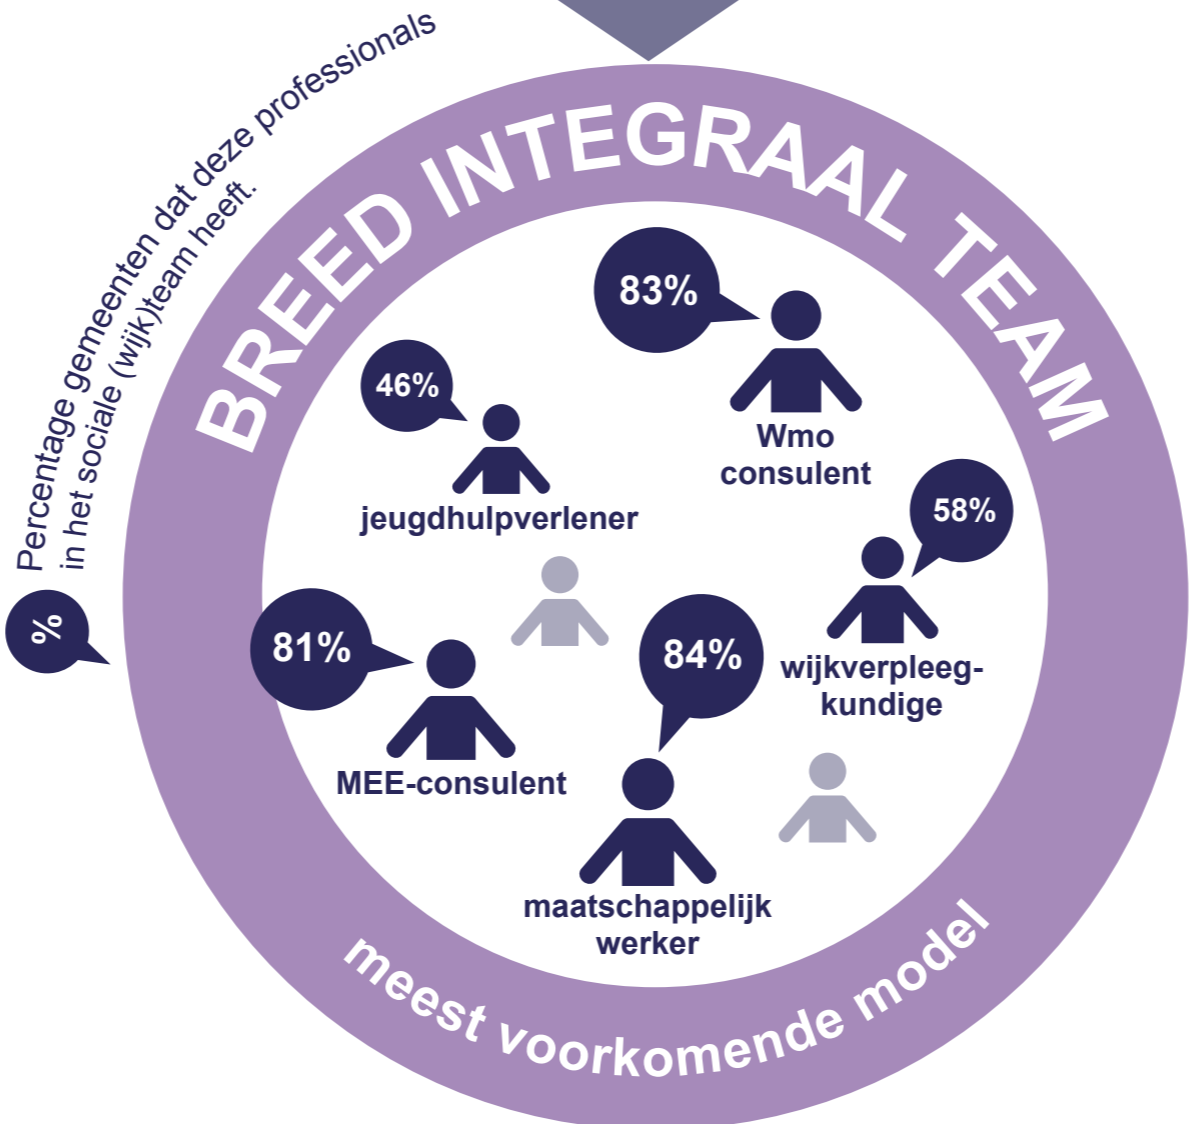 Percentage gemeenten dat deze professionals
in het sociale (wijk)team heeft.
%
BREED INTEGRAAL TEAM
83%
Wmo
consulent
46%
jeugdhulpverlener
58%
wijkverpleeg-
kundige
81%
MEE-consulent
84%
maatschappelijk
werker
meest voorkomende model